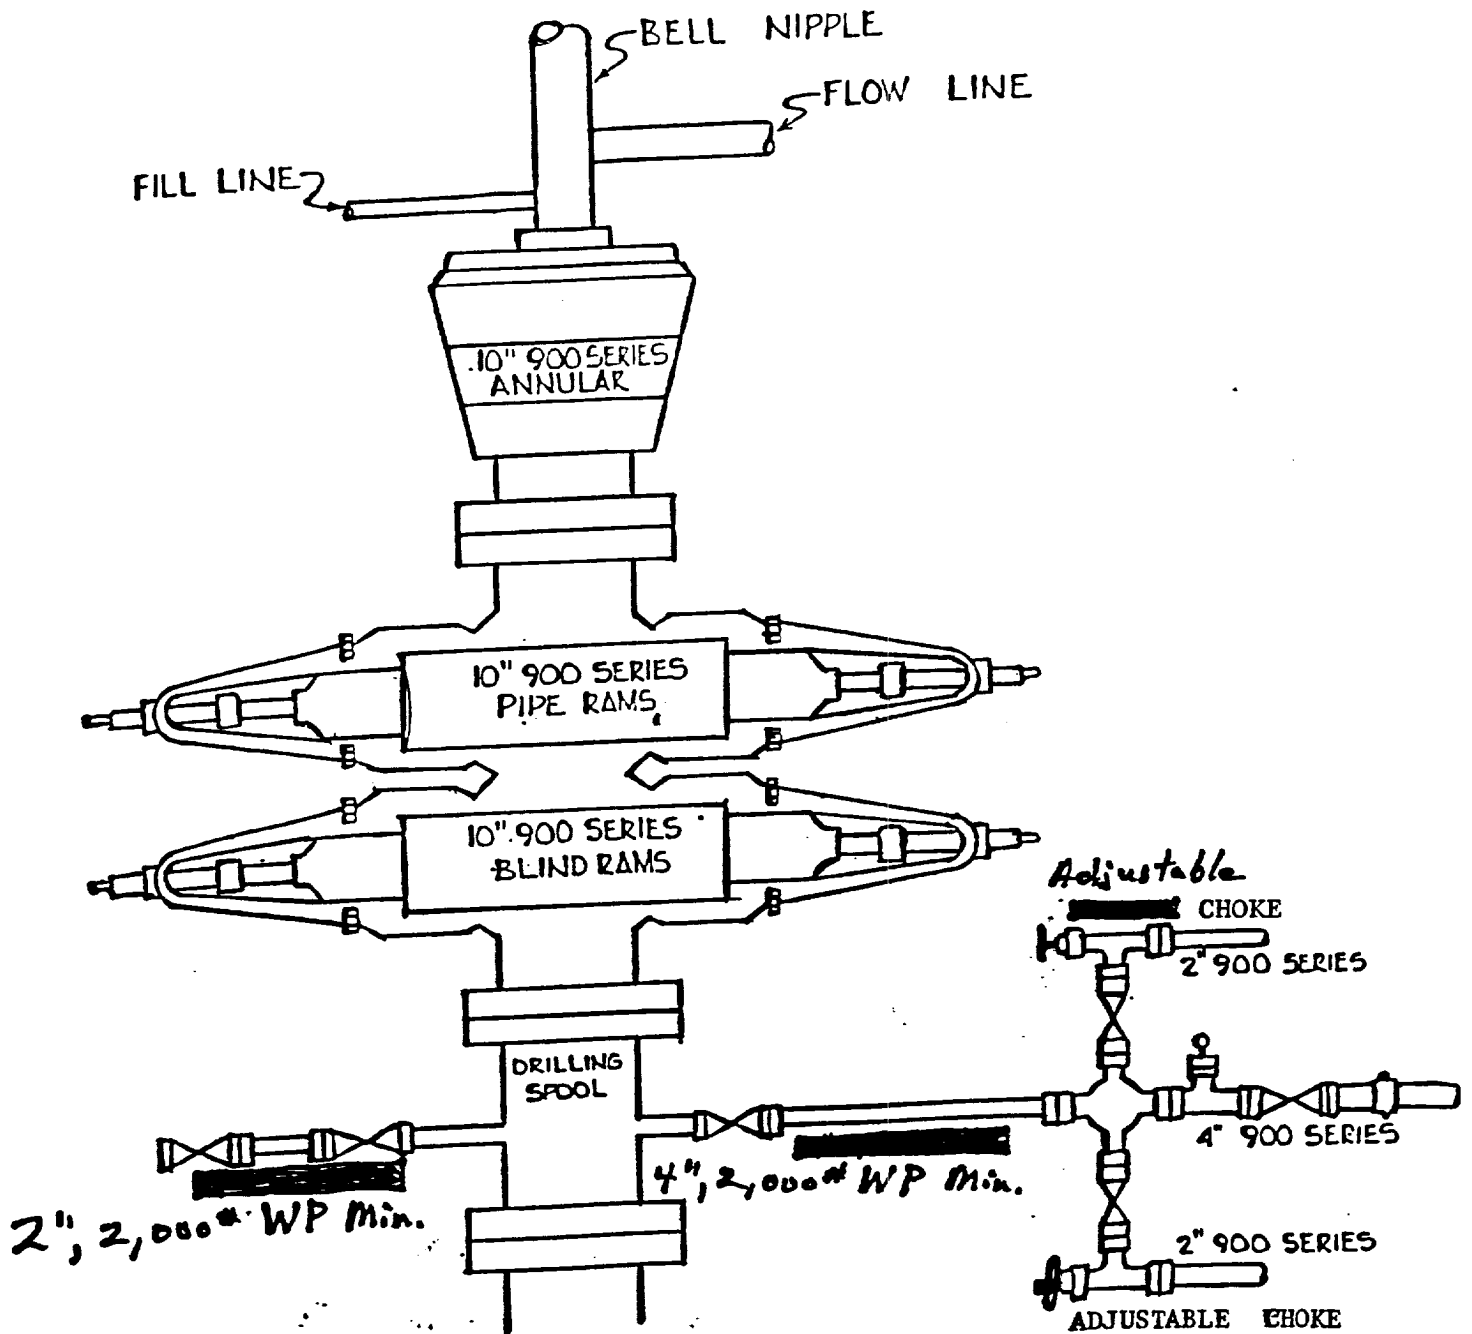 BELL NIPPLE
FLOW LINE
FILL LINE
10" 900 SERIES
ANNULAR
10" 900 SERIES
PIPE RAMS
10" 900 SERIES
BLIND RAMS
Adjustable
CHOKE
2" 900 SERIES
DRILLING
SPOOL
4" 900 SERIES
4", 2,000# WP Min.
2", 2,000# WP Min.
2" 900 SERIES
ADJUSTABLE CHOKE